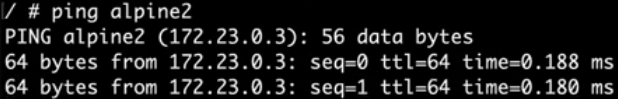 / # ping alpine2
PING alpine2 (172.23.0.3): 56 data bytes
64 bytes from 172.23.0.3: seq=0 ttl=64 time=0.188 ms
64 bytes from 172.23.0.3: seq=1 ttl=64 time=0.180 ms